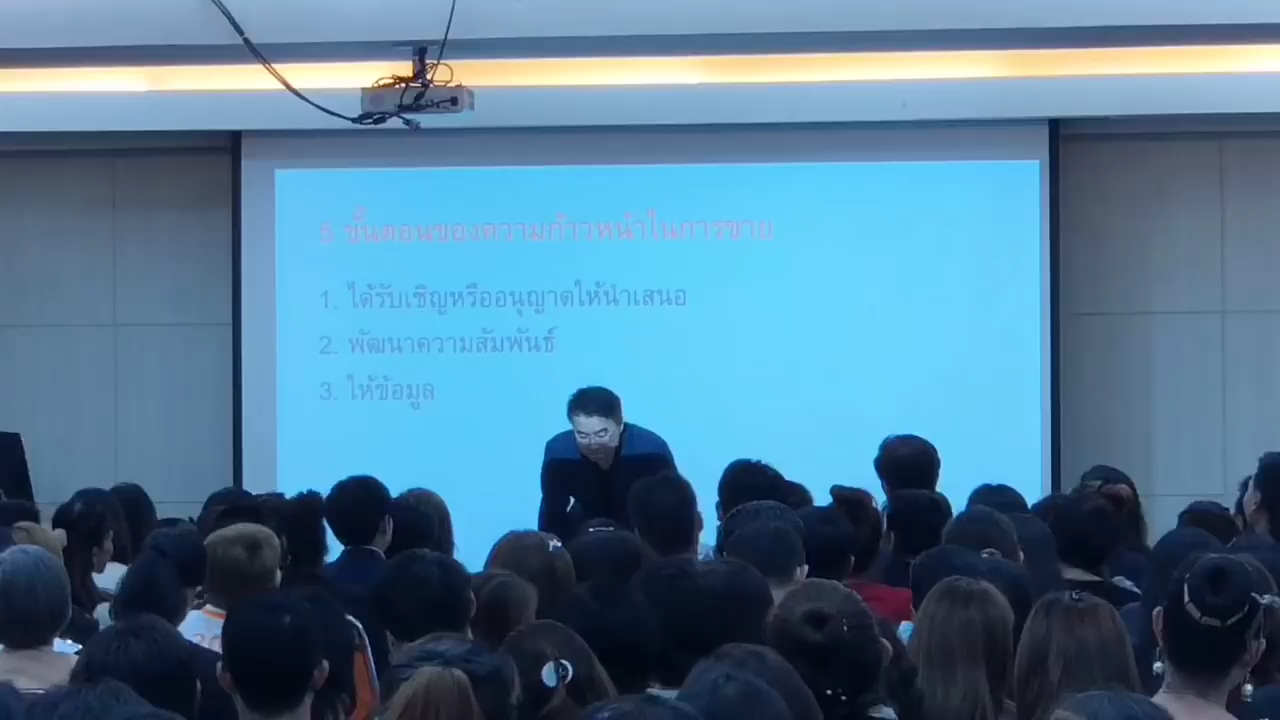 5 ขั้นตอนของความก้าวหน้าในการขาย
1. ได้รับเชิญหรืออนุญาตให้นำเสนอ
2. พัฒนาความสัมพันธ์
3. ให้ข้อมูล